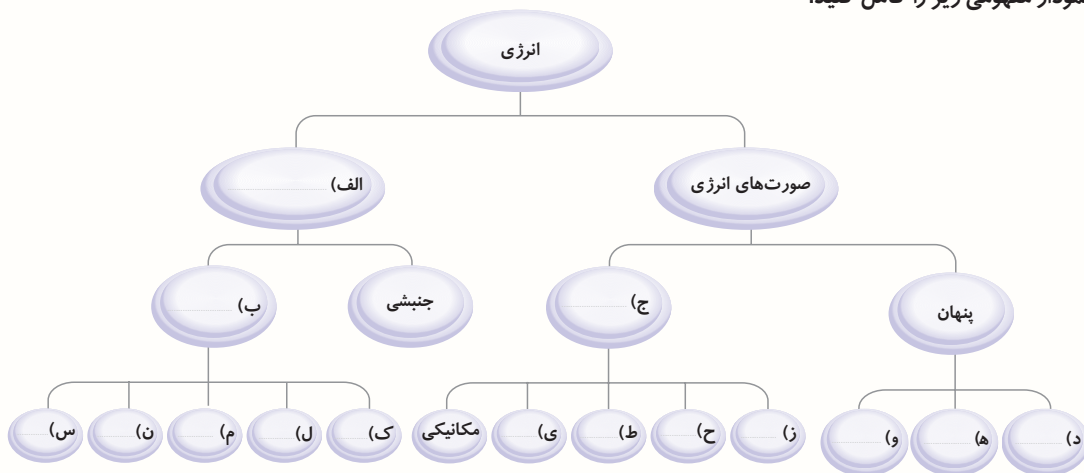 نمودار مفهومی زیر را کامل کنید.
انرژی
صورت‌های انرژی
الف) ..........
پنهان
ج) ..........
جنبشی
ب) ..........
د) ..........
ه) ..........
و) ..........
ز) ..........
ح) ..........
ط) ..........
ی) ..........
مکانیکی
ک) ..........
ل) ..........
م) ..........
ن) ..........
س) ..........